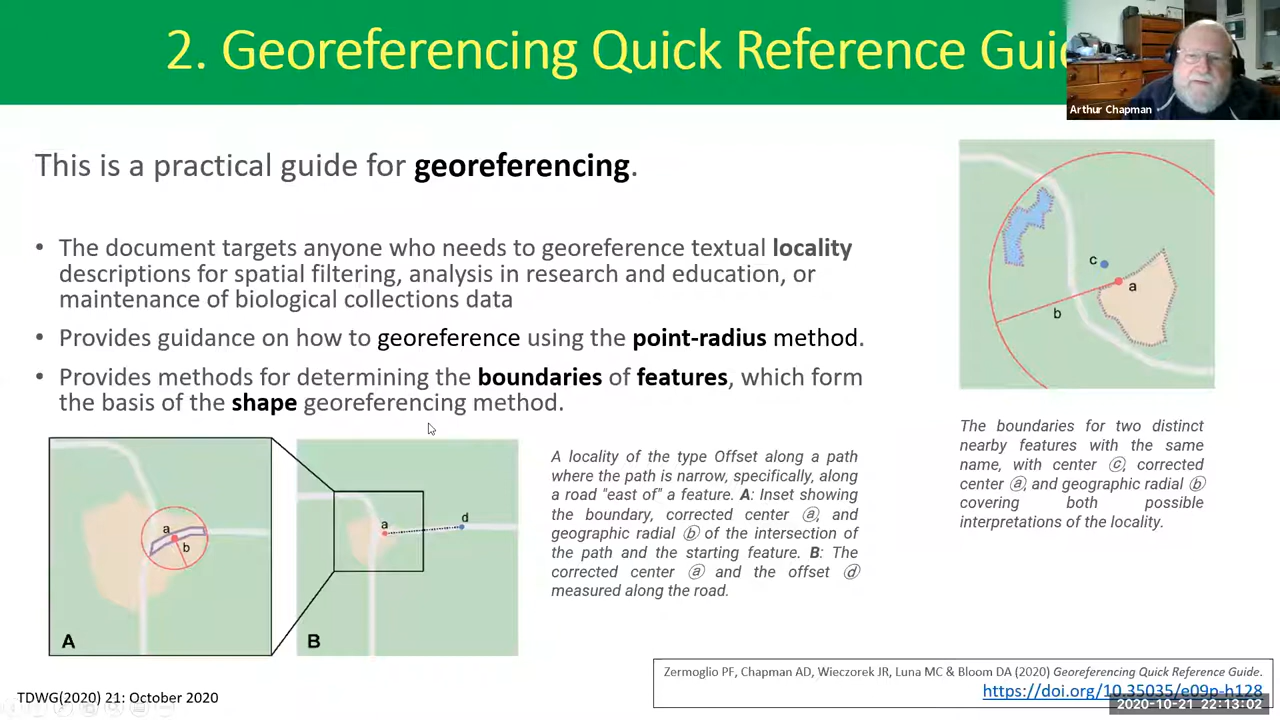 2. Georeferencing Quick Reference Gui
Arthur Chapman
This is a practical guide for georeferencing.
• The document targets anyone who needs to georeference textual locality
descriptions for spatial filtering, analysis in research and education, or
maintenance of biological collections data
• Provides guidance on how to georeference using the point-radius method.
• Provides methods for determining the boundaries of features, which form
the basis of the shape georeferencing method.
c
a
b
The boundaries for two distinct
nearby features with the same
name, with center ⓒ, corrected
center ⓐ, and geographic radial ⓑ
covering both possible
interpretations of the locality.
a
b
A
a
d
B
A locality of the type Offset along a path
where the path is narrow, specifically, along
a road "east of" a feature. A: Inset showing
the boundary, corrected center ⓐ, and
geographic radial ⓑ of the intersection of
the path and the starting feature. B: The
corrected center ⓐ and the offset ⓓ
measured along the road.
Zermoglio PF, Chapman AD, Wieczorek JR, Luna MC & Bloom DA (2020) Georeferencing Quick Reference Guide.
https://doi.org/10.35035/e09p-h128
TDWG(2020) 21: October 2020
2020-10-21 22:13:02